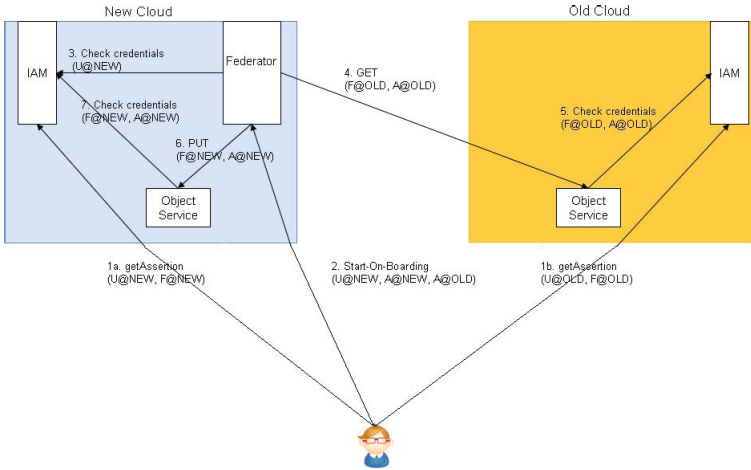 New Cloud
Old Cloud
IAM
3. Check credentials
(U@NEW)
Federator
7. Check credentials
(F@NEW, A@NEW)
6. PUT
(F@NEW, A@NEW)
Object
Service
4. GET
(F@OLD, A@OLD)
5. Check credentials
(F@OLD, A@OLD)
IAM
Object
Service
1a. getAssertion
(U@NEW, F@NEW)
2. Start-On-Boarding
(U@NEW, A@NEW, A@OLD)
1b. getAssertion
(U@OLD, F@OLD)